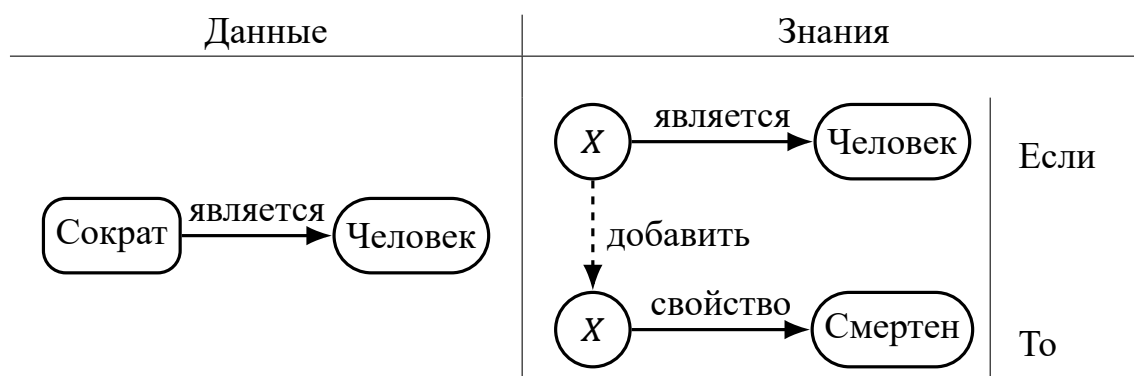 Данные
Знания
Сократ
является
Человек
X
является
Человек
Если
добавить
X
свойство
Смертен
То